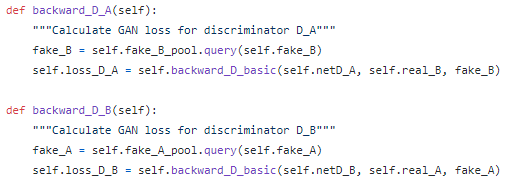 def backward_D_A(self):
    """Calculate GAN loss for discriminator D_A"""
    fake_B = self.fake_B_pool.query(self.fake_B)
    self.loss_D_A = self.backward_D_basic(self.netD_A, self.real_B, fake_B)

def backward_D_B(self):
    """Calculate GAN loss for discriminator D_B"""
    fake_A = self.fake_A_pool.query(self.fake_A)
    self.loss_D_B = self.backward_D_basic(self.netD_B, self.real_A, fake_A)